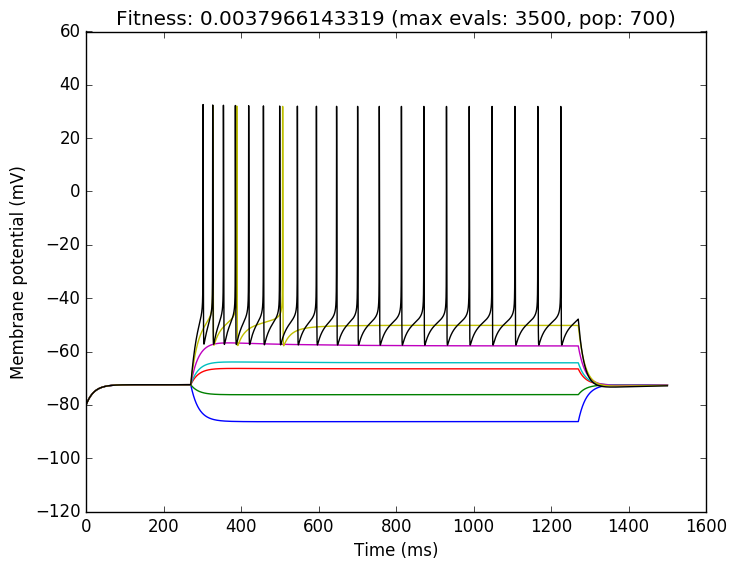 Fitness: 0.0037966143319 (max evals: 3500, pop: 700)
60
40
20
0
−20
−40
−60
−80
−100
−120
Membrane potential (mV)
0 200 400 600 800 1000 1200 1400 1600
Time (ms)